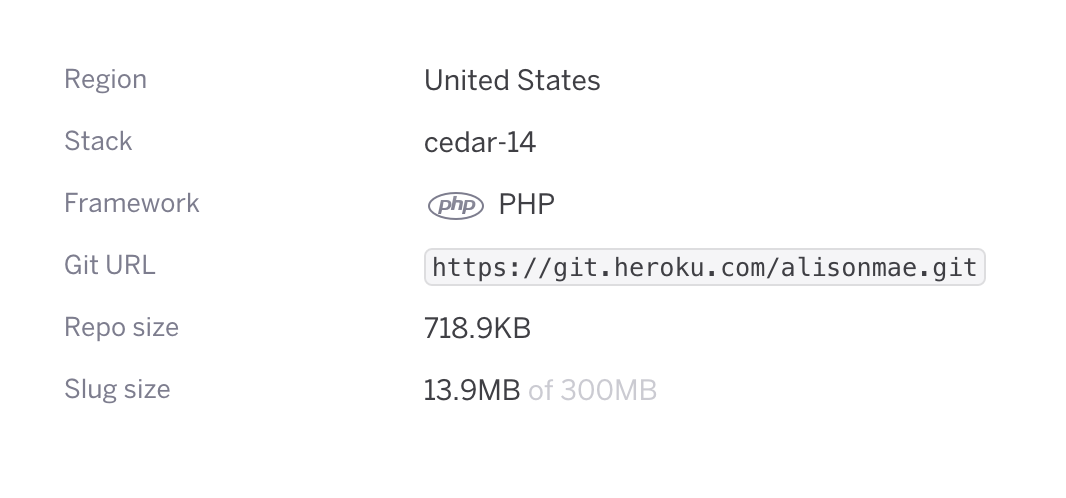 Region United States
Stack cedar-14
Framework php PHP
Git URL https://git.heroku.com/alisonmae.git
Repo size 718.9KB
Slug size 13.9MB of 300MB